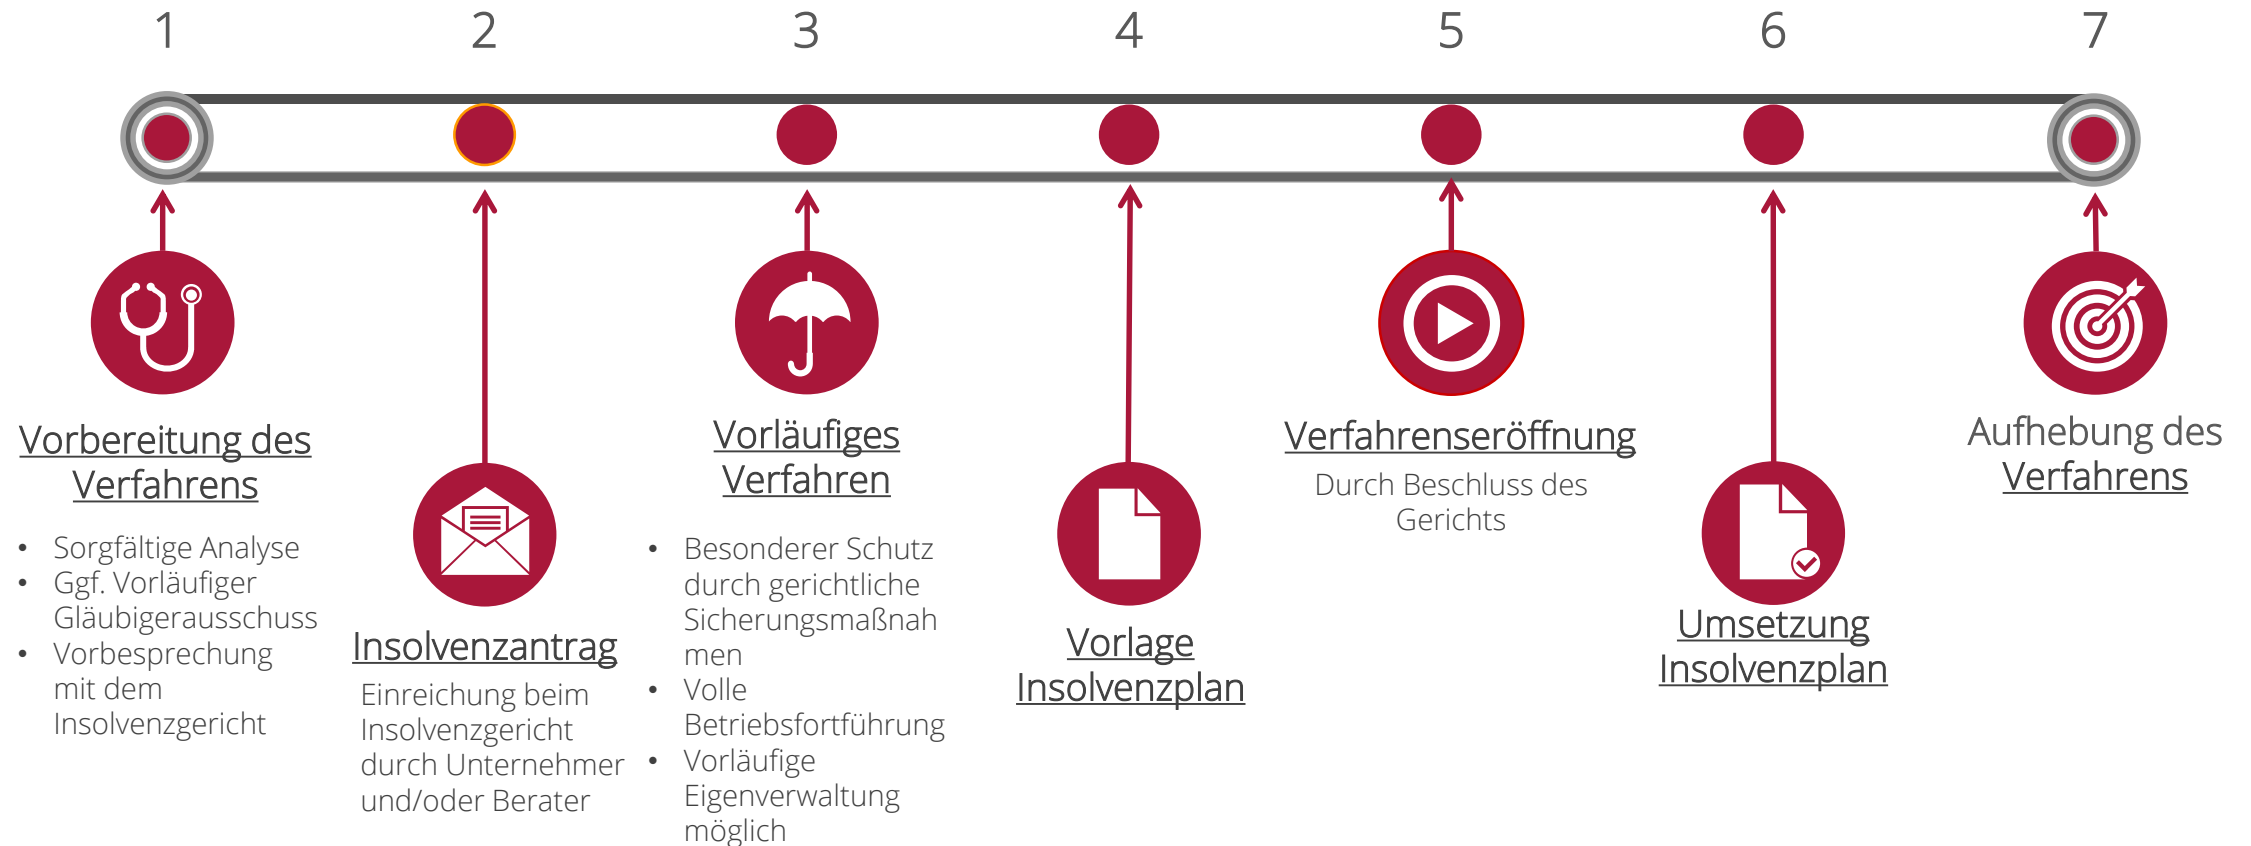 1
2
3
4
5
6
7
Vorbereitung des
Verfahrens
• Sorgfältige Analyse
• Ggf. Vorläufiger
Gläubigerausschuss
• Vorbesprechung
mit dem
Insolvenzgericht
Insolvenzantrag
Einreichung beim
Insolvenzgericht
durch Unternehmer
und/oder Berater
Vorläufiges
Verfahren
• Besonderer Schutz
durch gerichtliche
Sicherungsmaßnah
men
• Volle
Betriebsfortführung
• Vorläufige
Eigenverwaltung
möglich
Vorlage
Insolvenzplan
Verfahrenseröffnung
Durch Beschluss des
Gerichts
Umsetzung
Insolvenzplan
Aufhebung des
Verfahrens